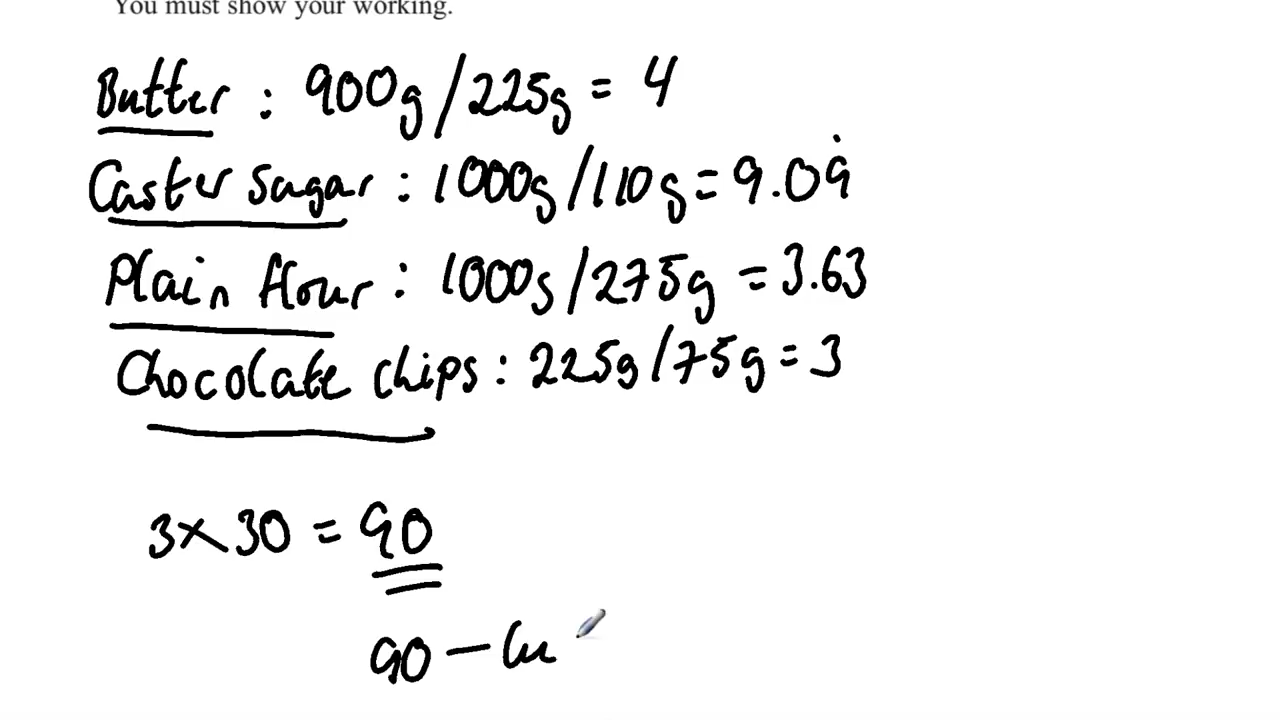 You must show your working.
Butter : 900g/225g = 4
Caster sugar : 1000g/110g = 9.09̇
Plain flour : 1000g/275g = 3.63
Chocolate chips : 225g/75g = 3
3 × 30 = 90
90 –